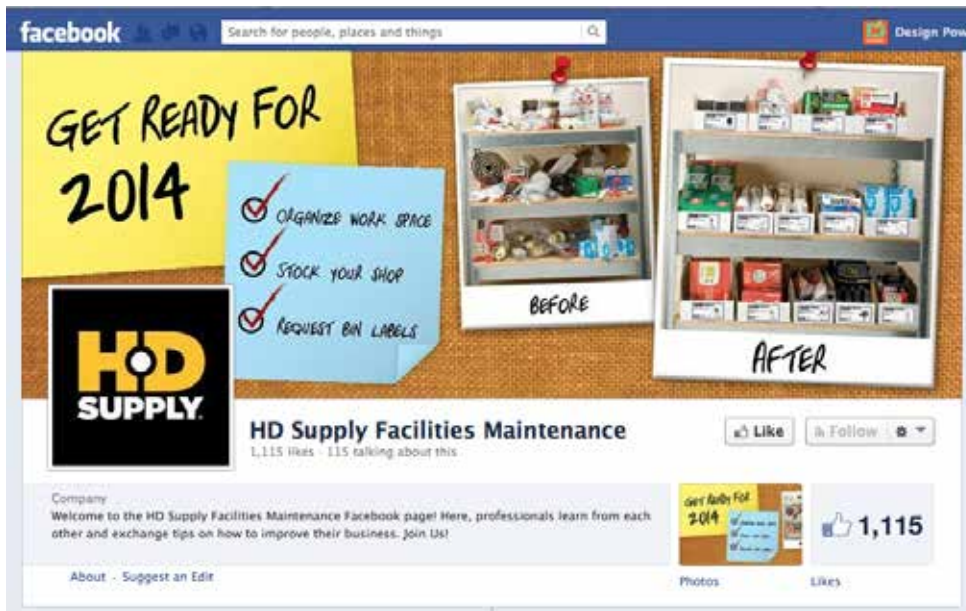 facebook
Search for people, places and things
Design Pow
GET READY FOR
2014
ORGANIZE WORK SPACE
STOCK YOUR SHOP
REQUEST BIN LABELS
BEFORE
AFTER
HD
SUPPLY
HD Supply Facilities Maintenance
1,115 likes · 115 talking about this
Like
Follow
Company
Welcome to the HD Supply Facilities Maintenance Facebook page! Here, professionals learn from each
other and exchange tips on how to improve their business. Join Us!
About - Suggest an Edit
GET READY FOR
2014
Photos
1,115
Likes